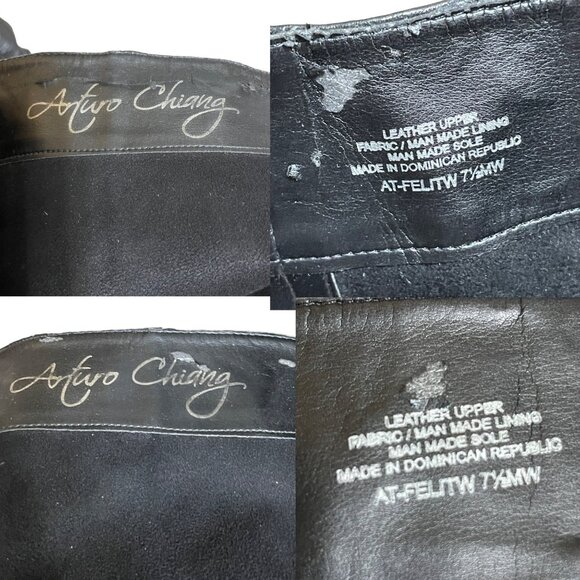 Arturo Chiang
LEATHER UPPER
FABRIC / MAN MADE LINING
MAN MADE SOLE
MADE IN DOMINICAN REPUBLIC
AT-FELITW 7½MW
Arturo Chiang
LEATHER UPPER
FABRIC / MAN MADE LINING
MAN MADE SOLE
MADE IN DOMINICAN REPUBLIC
AT-FELITW 7½MW